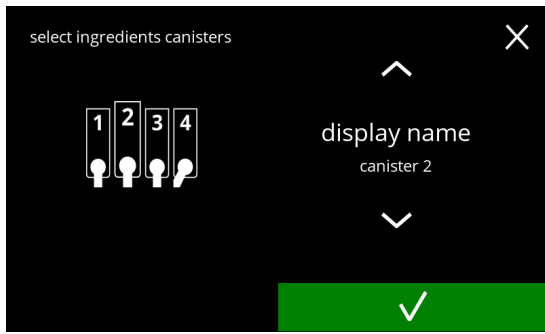 select ingredients canisters
1 2 3 4
display name
canister 2